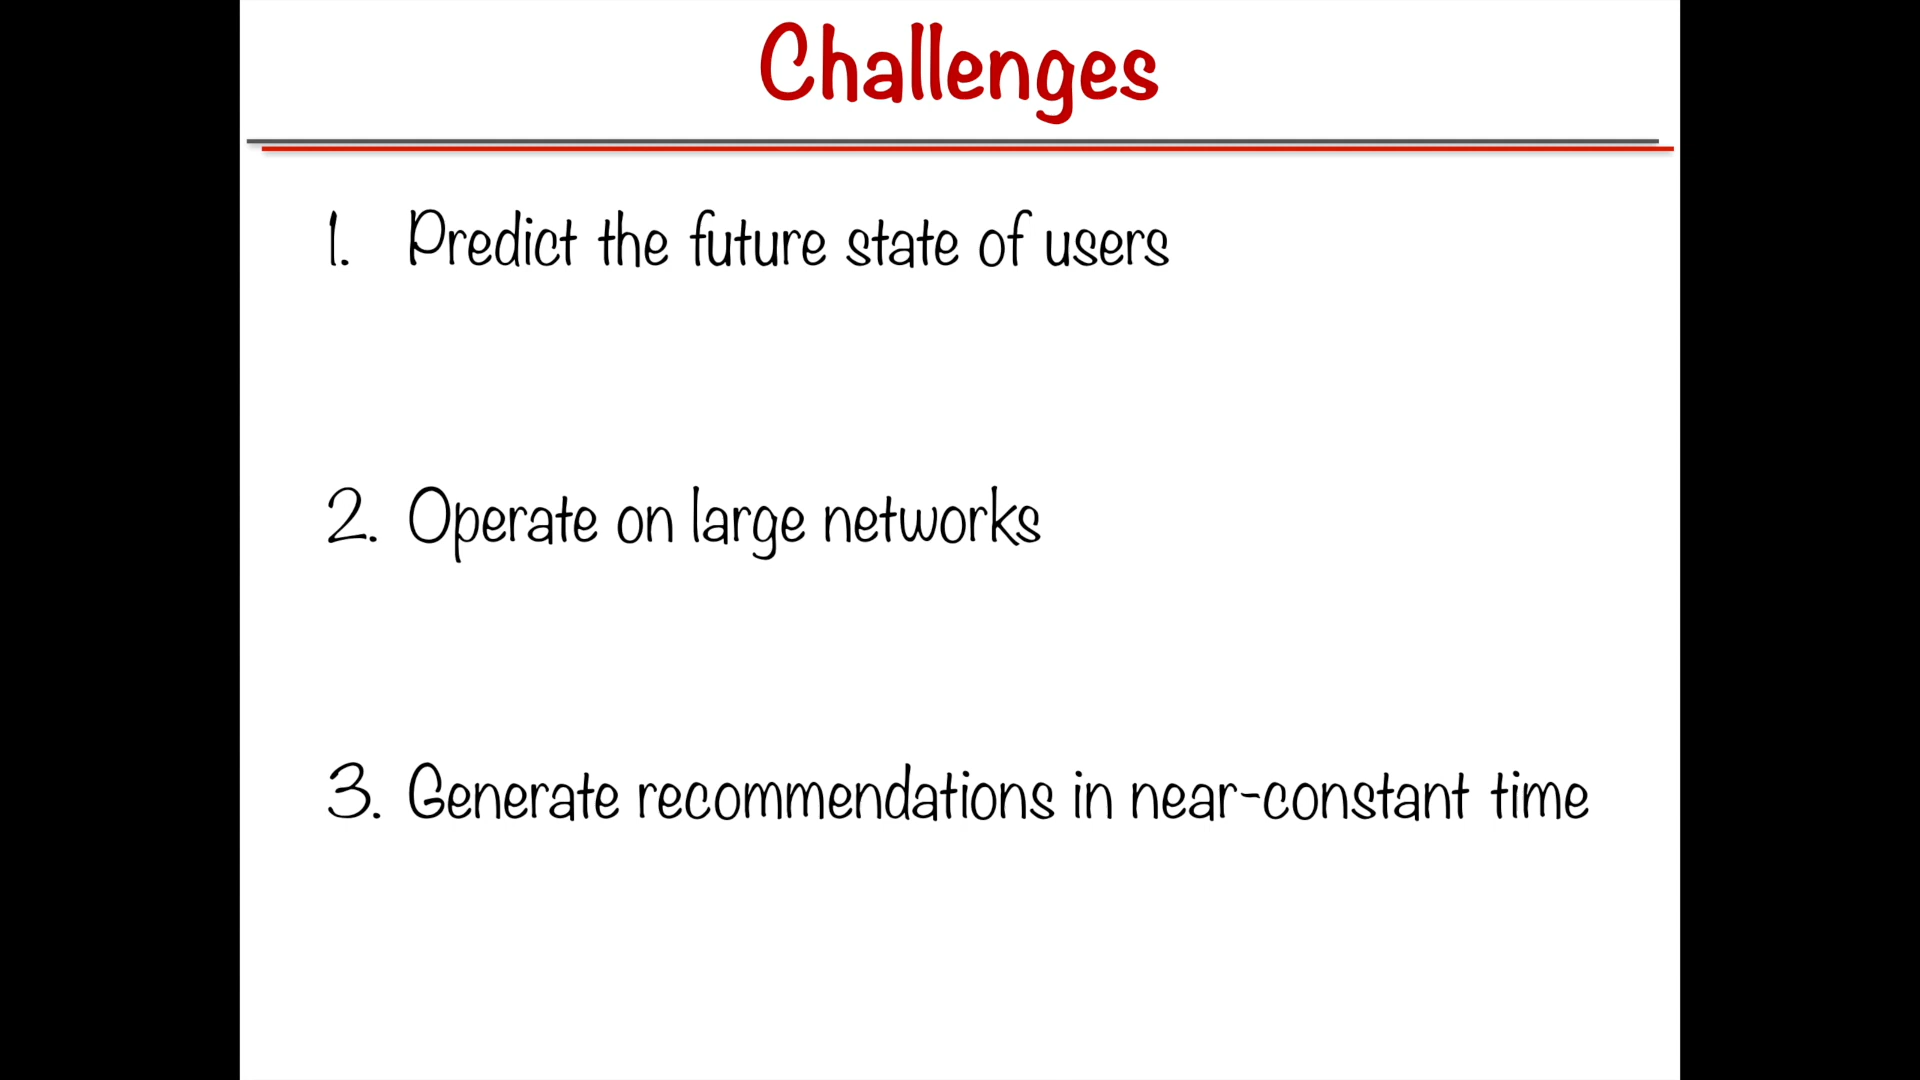 Challenges
1. Predict the future state of users
2. Operate on large networks
3. Generate recommendations in near-constant time